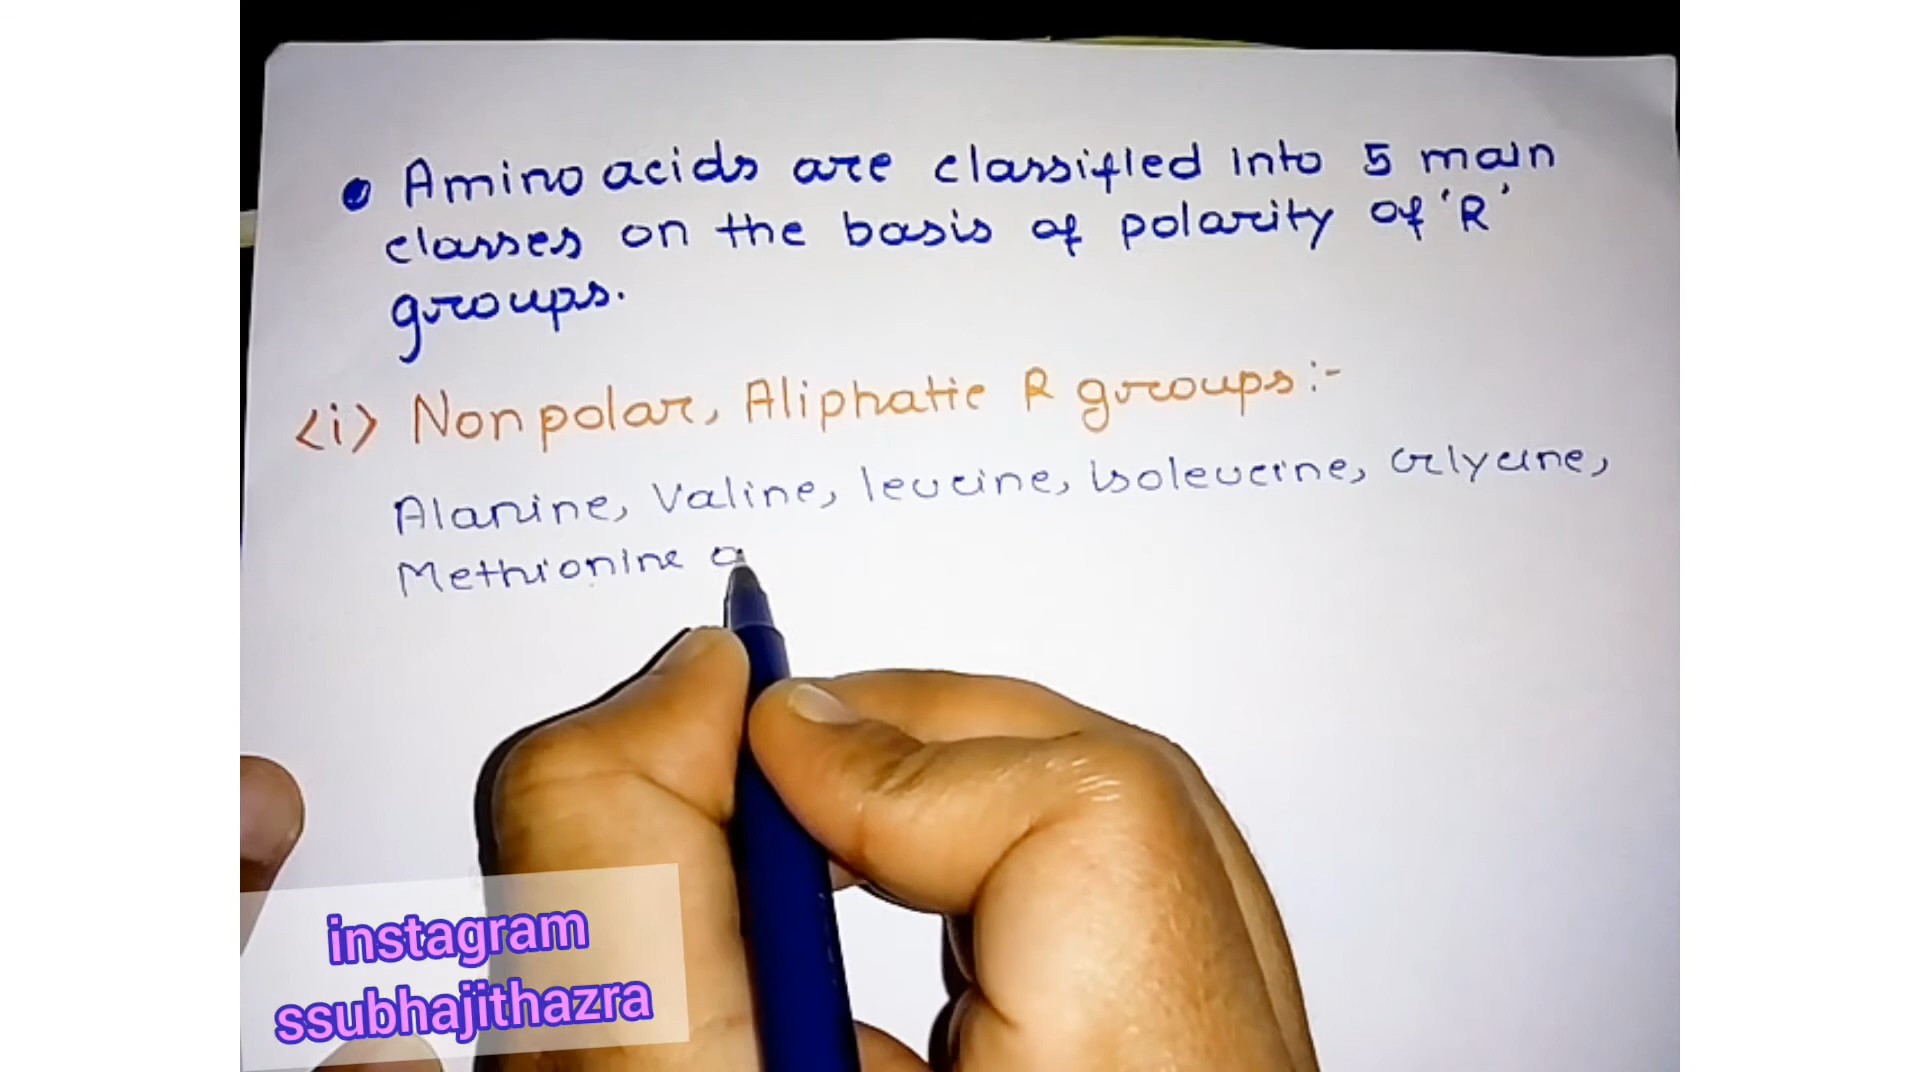 • Amino acids are classified into 5 main
classes on the basis of polarity of 'R'
groups.
<i> Nonpolar, Aliphatic R groups:-
Alanine, Valine, leucine, isoleucine, Glycine,
Methionine a
instagram
ssubhajithazra